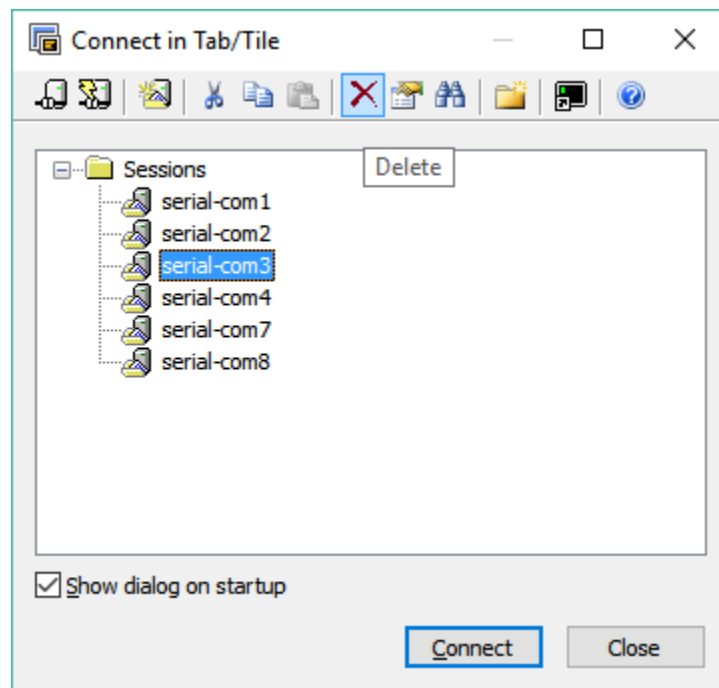 Connect in Tab/Tile
Delete
Sessions
serial-com1
serial-com2
serial-com3
serial-com4
serial-com7
serial-com8
Show dialog on startup
Connect
Close